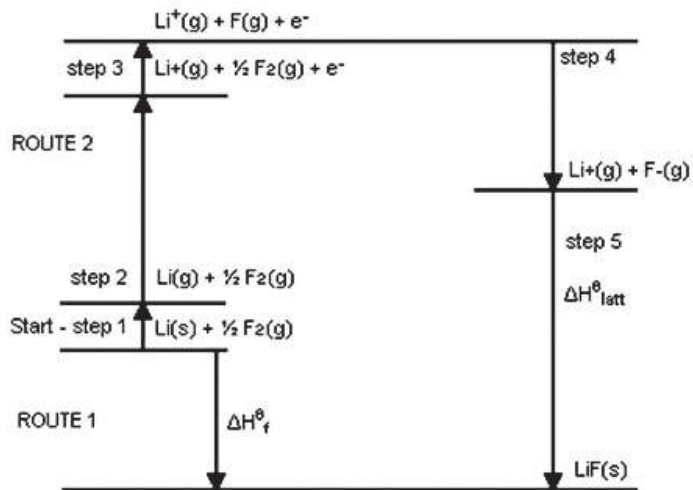 Li⁺(g) + F(g) + e-
step 3 Li+(g) + ½ F₂(g) + e-
step 4
ROUTE 2
Li+(g) + F-(g)
step 5
step 2 Li(g) + ½ F₂(g)
ΔHᶿlatt
Start - step 1 Li(s) + ½ F₂(g)
ROUTE 1
ΔHᶿf
LiF(s)